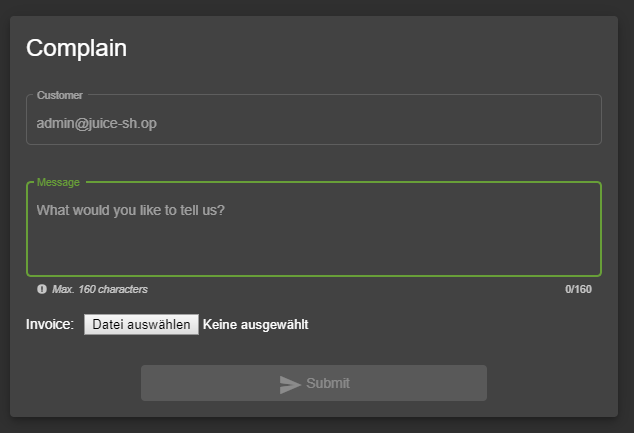 Complain
Customer
admin@juice-sh.op
Message
What would you like to tell us?
Max. 160 characters 0/160
Invoice: Datei auswählen Keine ausgewählt
Submit